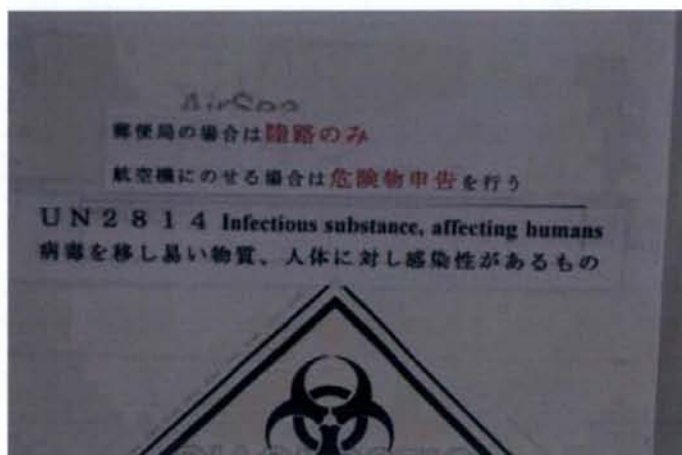 郵便局の場合は陸路のみ
航空機にのせる場合は危険物申告を行う
UN2814 Infectious substance, affecting humans
病毒を移し易い物質、人体に対し感染性があるもの